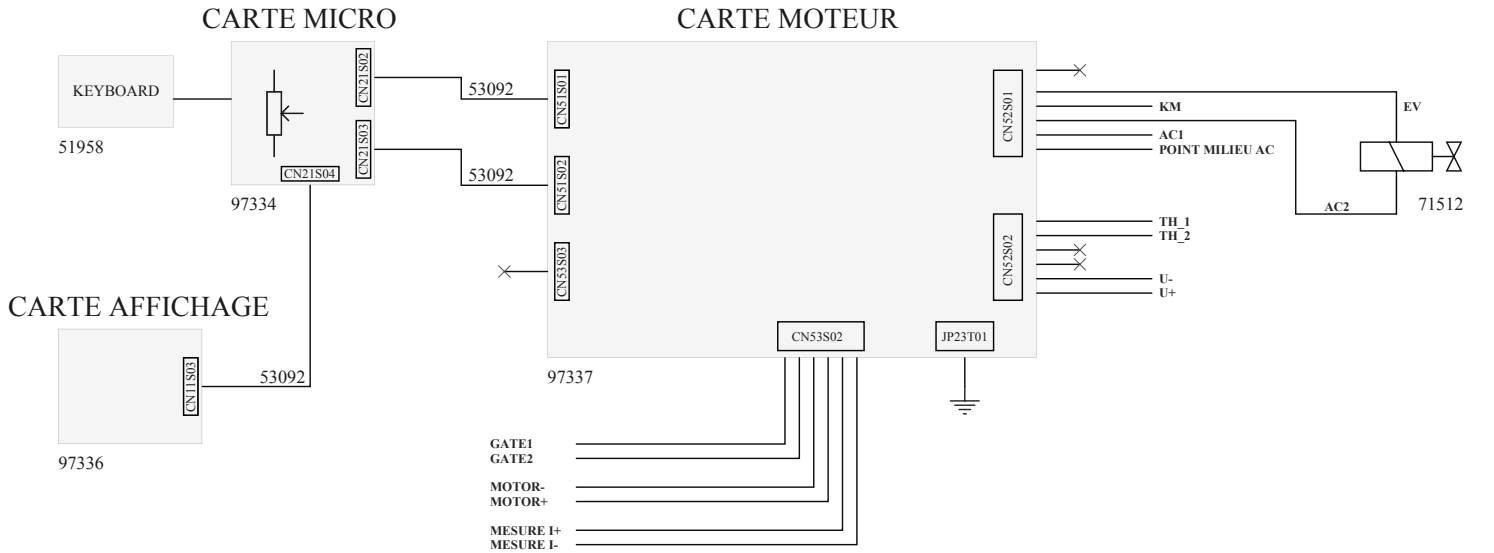 CARTE MICRO
CARTE MOTEUR
KEYBOARD
51958
CN21S02
CN21S03
CN21S04
97334
53092
53092
CN51S01
CN51S02
CN53S03
CN52S01
CN52S02
KM
AC1
POINT MILIEU AC
EV
AC2
71512
TH_1
TH_2
U-
U+
CN53S02
JP23T01
97337
CARTE AFFICHAGE
CN11S03
53092
97336
GATE1
GATE2
MOTOR-
MOTOR+
MESURE I+
MESURE I-